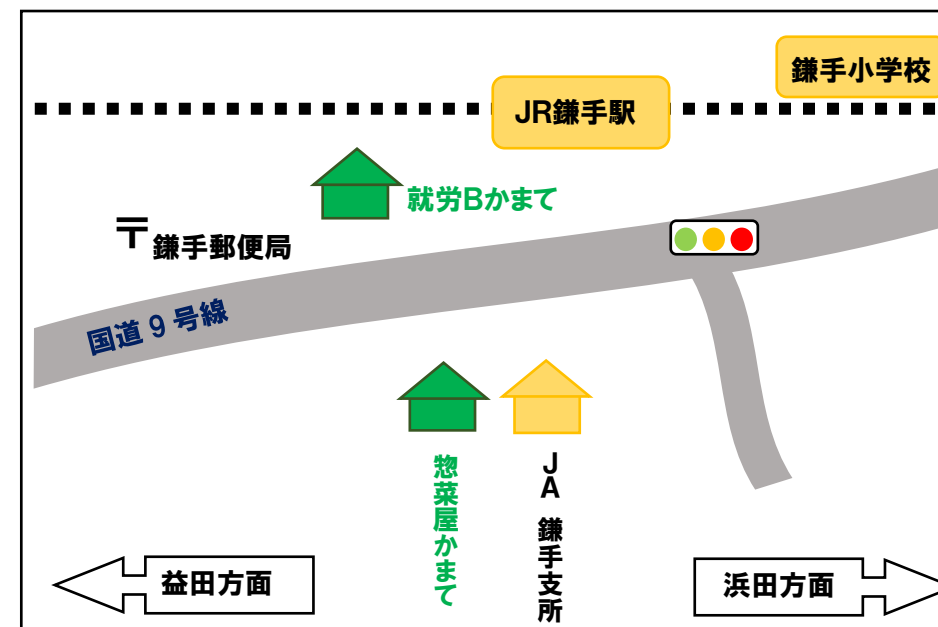 鎌手小学校
JR鎌手駅
就労Bかまて
〒鎌手郵便局
国道9号線
惣菜屋かまて
JA 鎌手支所
益田方面
浜田方面